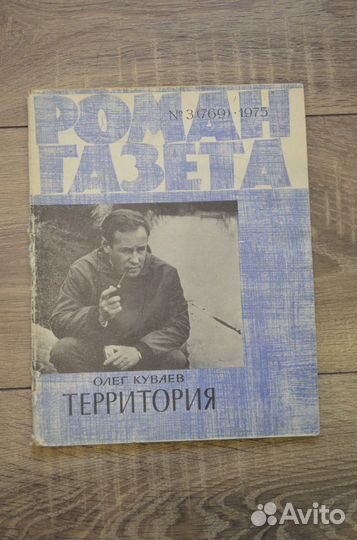 РОМАН
№ 3(769) · 1975
ГАЗЕТА
ОЛЕГ КУВАЕВ
ТЕРРИТОРИЯ
Avito